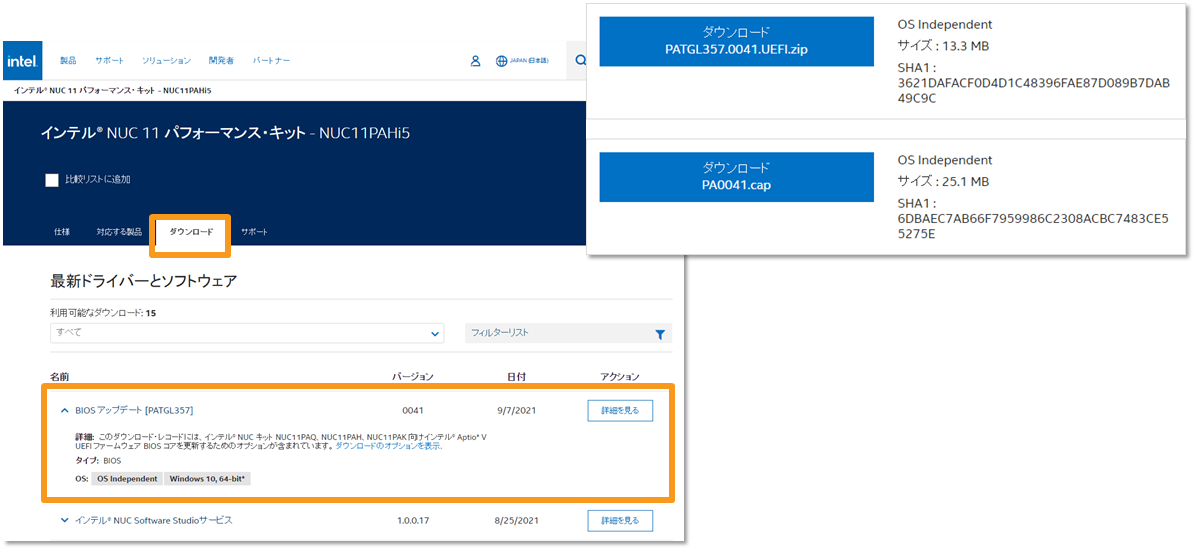 intel.
製品 サポート ソリューション 開発者 パートナー JAPAN (日本語)
インテル® NUC 11 パフォーマンス・キット - NUC11PAHi5
インテル® NUC 11 パフォーマンス・キット – NUC11PAHi5
比較リストに追加
仕様 対応する製品 ダウンロード サポート
最新ドライバーとソフトウェア
利用可能なダウンロード: 15
すべて フィルターリスト
名前 バージョン 日付 アクション
BIOS アップデート [PATGL357] 0041 9/7/2021 詳細を見る
詳細: このダウンロード・レコードには、インテル® NUC キット NUC11PAQ、NUC11PAH、NUC11PAK 向けインテル® Aptio* V
UEFI ファームウェア BIOS コアを更新するためのオプションが含まれています。ダウンロードのオプションを表示.
タイプ: BIOS
OS: OS Independent Windows 10, 64-bit*
インテル® NUC Software Studioサービス 1.0.0.17 8/25/2021 詳細を見る
ダウンロード
PATGL357.0041.UEFI.zip
OS Independent
サイズ : 13.3 MB
SHA1 :
3621DAFACF0D4D1C48396FAE87D089B7DAB
49C9C
ダウンロード
PA0041.cap
OS Independent
サイズ : 25.1 MB
SHA1 :
6DBAEC7AB66F7959986C2308ACBC7483CE5
5275E